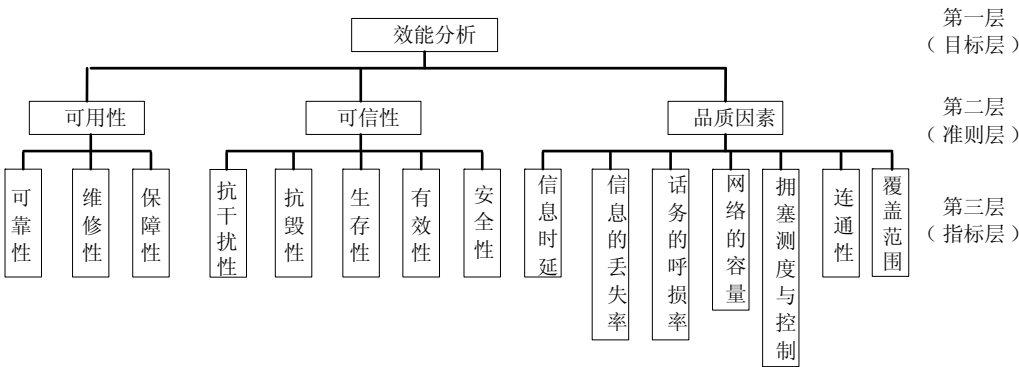 效能分析
第一层
（目标层）
可用性
可信性
品质因素
第二层
（准则层）
可靠性
维修性
保障性
抗干扰性
抗毁性
生存性
有效性
安全性
信息时延
信息的丢失率
话务的呼损率
网络的容量
拥塞测度与控制
连通性
覆盖范围
第三层
（指标层）